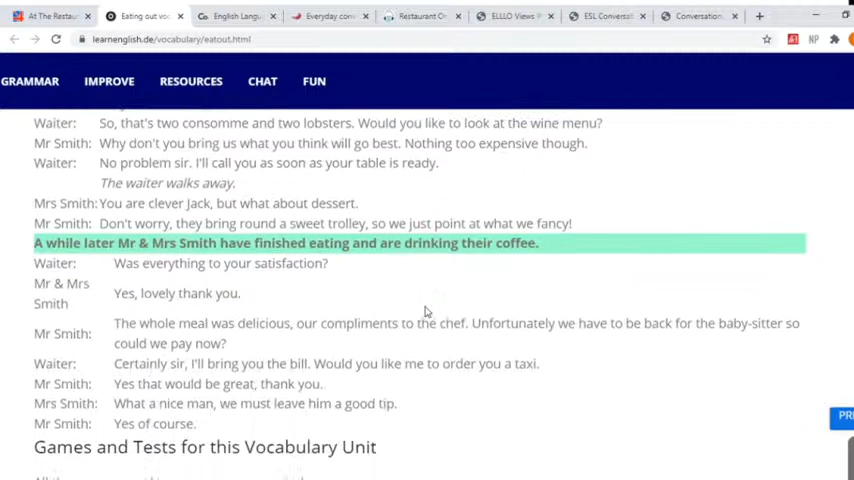 At The Restau
Eating out voc
English Langu
Everyday conv
Restaurant O
ELLLO Views
ESL Conversat
Conversation
learnenglish.de/vocabulary/eatout.html
NP
GRAMMAR IMPROVE RESOURCES CHAT FUN
Waiter: So, that's two consomme and two lobsters. Would you like to look at the wine menu?
Mr Smith: Why don't you bring us what you think will go best. Nothing too expensive though.
Waiter: No problem sir. I'll call you as soon as your table is ready.
The waiter walks away.
Mrs Smith: You are clever Jack, but what about dessert.
Mr Smith: Don't worry, they bring round a sweet trolley, so we just point at what we fancy!
A while later Mr & Mrs Smith have finished eating and are drinking their coffee.
Waiter: Was everything to your satisfaction?
Mr & Mrs
Smith
Yes, lovely thank you.
Mr Smith: The whole meal was delicious, our compliments to the chef. Unfortunately we have to be back for the baby-sitter so
could we pay now?
Waiter: Certainly sir, I'll bring you the bill. Would you like me to order you a taxi.
Mr Smith: Yes that would be great, thank you.
Mrs Smith: What a nice man, we must leave him a good tip.
Mr Smith: Yes of course.
PR
Games and Tests for this Vocabulary Unit